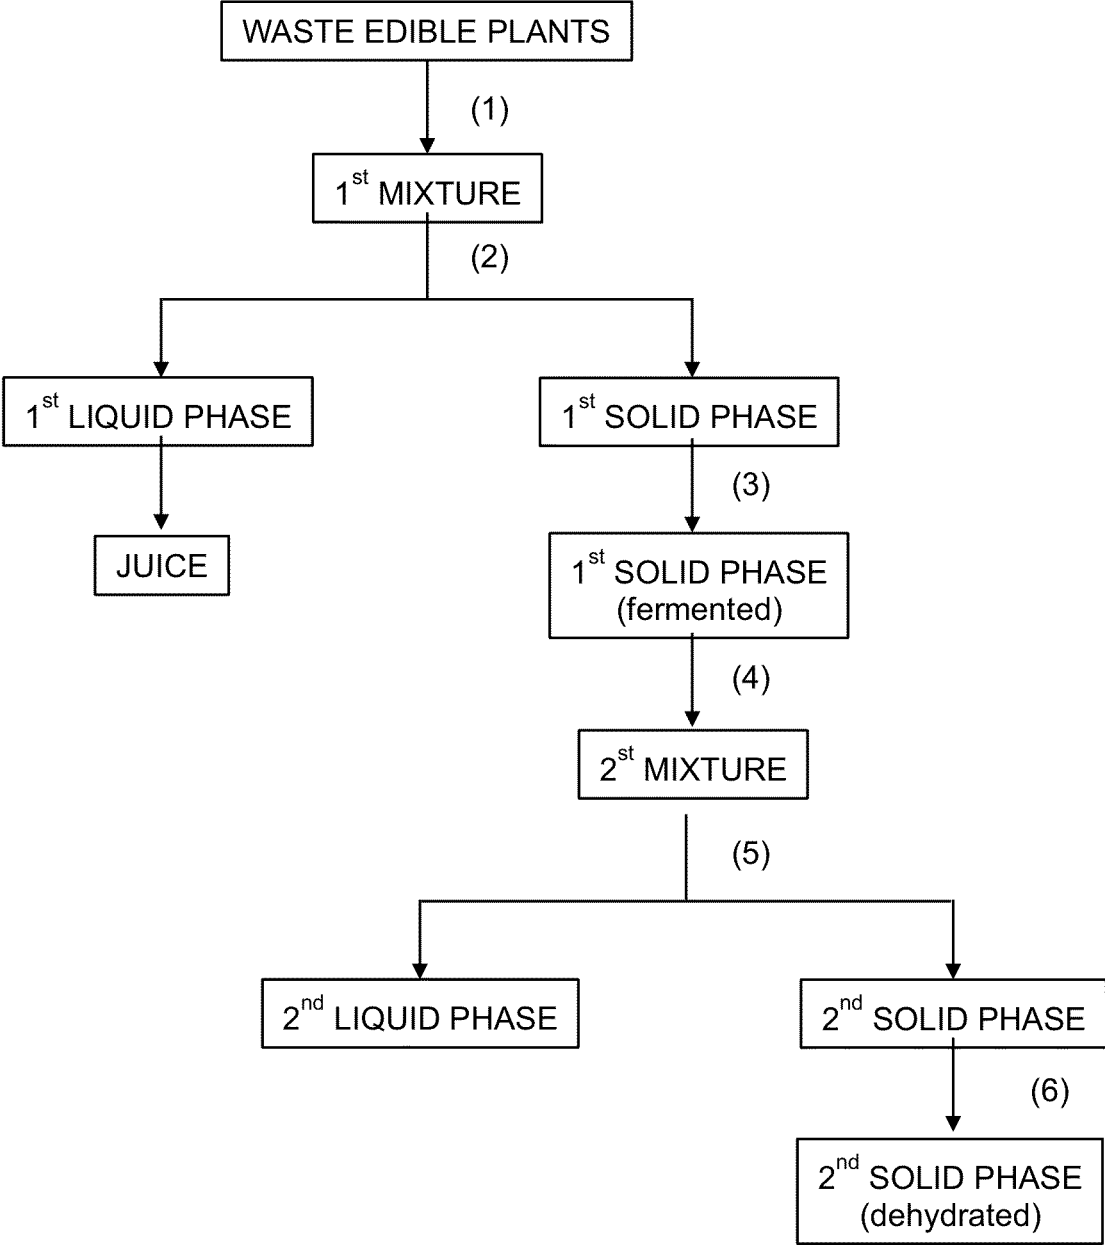 WASTE EDIBLE PLANTS
(1)
1st MIXTURE
(2)
1st LIQUID PHASE
1st SOLID PHASE
(3)
JUICE
1st SOLID PHASE
(fermented)
(4)
2st MIXTURE
(5)
2nd LIQUID PHASE
2nd SOLID PHASE
(6)
2nd SOLID PHASE
(dehydrated)